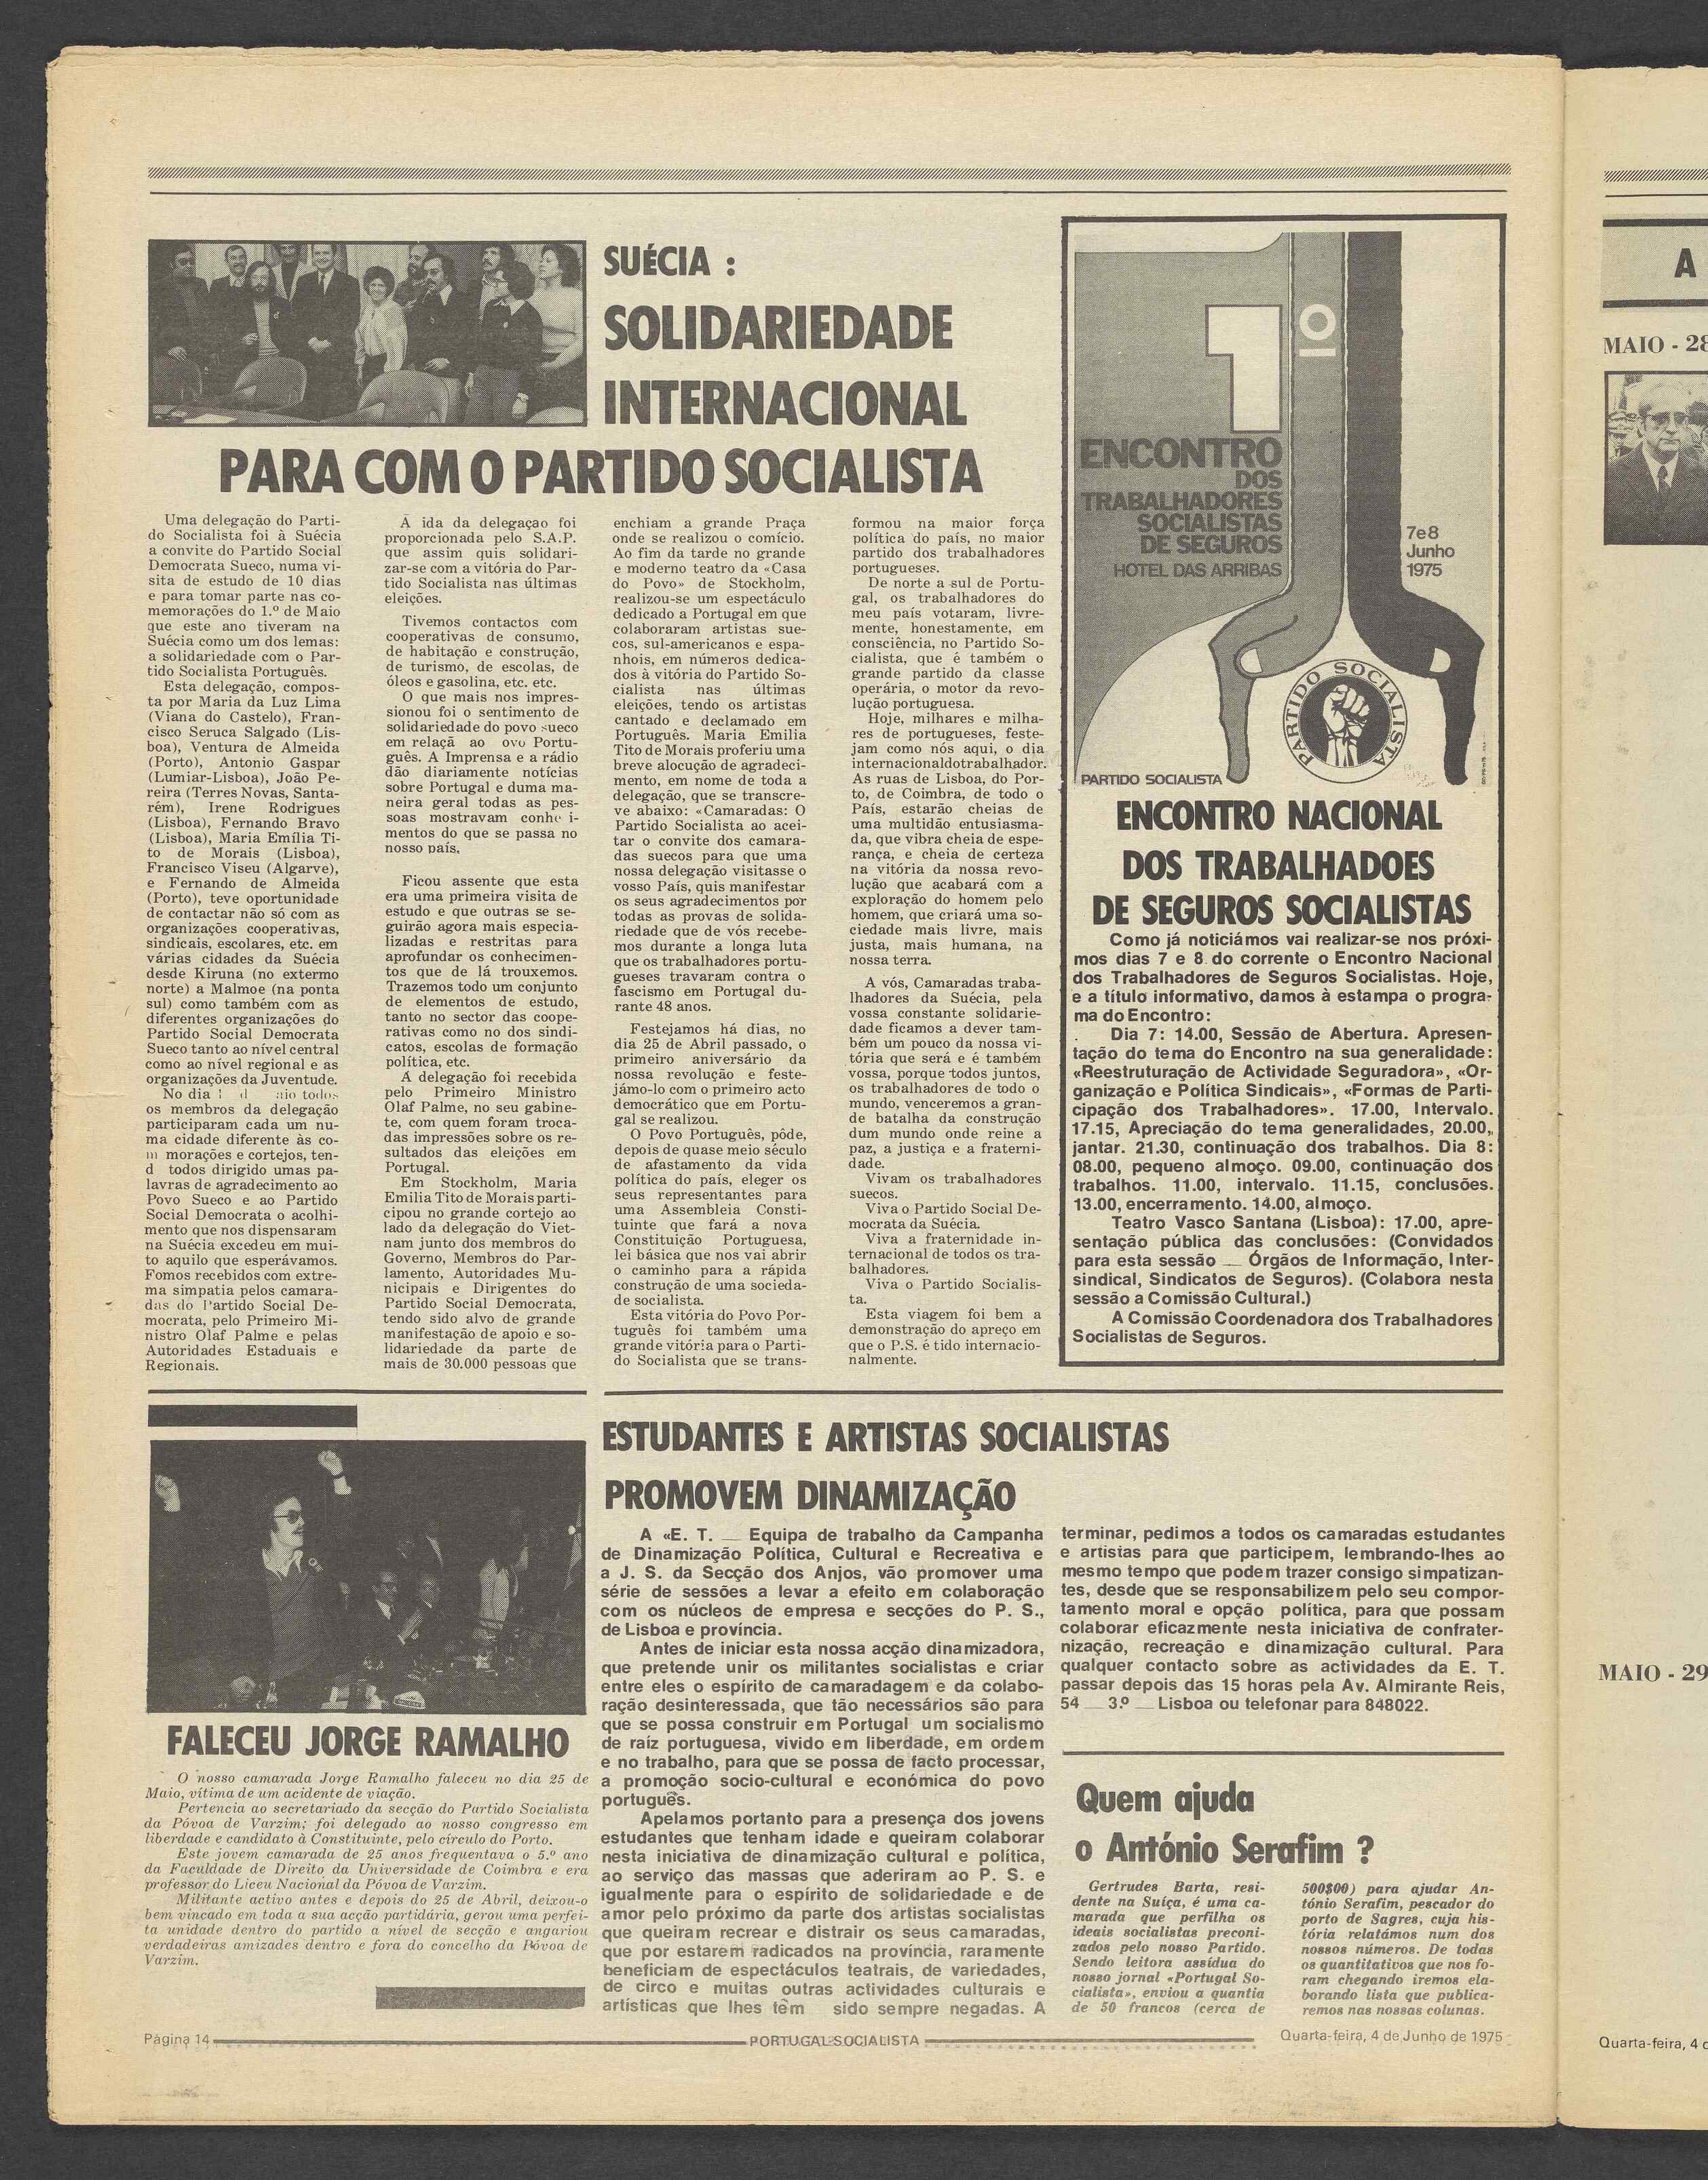 SUÉCIA :
SOLIDARIEDADE
INTERNACIONAL
PARA COM O PARTIDO SOCIALISTA
Uma delegação do Parti-
do Socialista foi à Suécia
a convite do Partido Social
Democrata Sueco, numa vi-
sita de estudo de 10 dias
e para tomar parte nas co-
memorações do 1.º de Maio
que este ano tiveram na
Suécia como um dos lemas:
a solidariedade com o Par-
tido Socialista Português.
Esta delegação, compos-
ta por Maria da Luz Lima
(Viana do Castelo), Fran-
cisco Seruca Salgado (Lis-
boa), Ventura de Almeida
(Porto), Antonio Gaspar
(Lumiar-Lisboa), João Pe-
reira (Terres Novas, Santa-
rém), Irene Rodrigues
(Lisboa), Fernando Bravo
(Lisboa), Maria Emília Ti-
to de Morais (Lisboa),
Francisco Viseu (Algarve),
e Fernando de Almeida
(Porto), teve oportunidade
de contactar não só com as
organizações cooperativas,
sindicais, escolares, etc. em
várias cidades da Suécia
desde Kiruna (no extermo
norte) a Malmoe (na ponta
sul) como também com as
diferentes organizações do
Partido Social Democrata
Sueco tanto ao nível central
como ao nível regional e as
organizações da Juventude.
No dia todos
os membros da delegação
participaram cada um nu-
ma cidade diferente às co-
m morações e cortejos, ten-
d todos dirigido umas pa-
lavras de agradecimento ao
Povo Sueco e ao Partido
Social Democrata o acolhi-
mento que nos dispensaram
na Suécia excedeu em mui-
to aquilo que esperávamos.
Fomos recebidos com extre-
ma simpatia pelos camara-
das do Partido Social De-
mocrata, pelo Primeiro Mi-
nistro Olaf Palme e pelas
Autoridades Estaduais e
Regionais.
A ida da delegaçao foi
proporcionada pelo S.A.P.
que assim quis solidari-
zar-se com a vitória do Par-
tido Socialista nas últimas
eleições.
Tivemos contactos com
cooperativas de consumo,
de habitação e construção,
de turismo, de escolas, de
óleos e gasolina, etc. etc.
O que mais nos impres-
sionou foi o sentimento de
solidariedade do povo sueco
em relaçã ao ovo Portu-
guês. A Imprensa e a rádio
dão diariamente notícias
sobre Portugal e duma ma-
neira geral todas as pes-
soas mostravam conhe i-
mentos do que se passa no
nosso país.
Ficou assente que esta
era uma primeira visita de
estudo e que outras se se-
guirão agora mais especia-
lizadas e restritas para
aprofundar os conhecimen-
tos que de lá trouxemos.
Trazemos todo um conjunto
de elementos de estudo,
tanto no sector das coope-
rativas como no dos sindi-
catos, escolas de formação
política, etc.
A delegação foi recebida
pelo Primeiro Ministro
Olaf Palme, no seu gabine-
te, com quem foram troca-
das impressões sobre os re-
sultados das eleições em
Portugal.
Em Stockholm, Maria
Emilia Tito de Morais parti-
cipou no grande cortejo ao
lado da delegação do Viet-
nam junto dos membros do
Governo, Membros do Par-
lamento, Autoridades Mu-
nicipais e Dirigentes do
Partido Social Democrata,
tendo sido alvo de grande
manifestação de apoio e so-
lidariedade da parte de
mais de 30.000 pessoas que
enchiam a grande Praça
onde se realizou o comício.
Ao fim da tarde no grande
e moderno teatro da «Casa
do Povo» de Stockholm,
realizou-se um espectáculo
dedicado a Portugal em que
colaboraram artistas sue-
cos, sul-americanos e espa-
nhois, em números dedica-
dos à vitória do Partido So-
cialista nas últimas
eleições, tendo os artistas
cantado e declamado em
Português. Maria Emilia
Tito de Morais proferiu uma
breve alocução de agradeci-
mento, em nome de toda a
delegação, que se transcre-
ve abaixo: «Camaradas: O
Partido Socialista ao acei-
tar o convite dos camara-
das suecos para que uma
nossa delegação visitasse o
vosso País, quis manifestar
os seus agradecimentos por
todas as provas de solida-
riedade que de vós recebe-
mos durante a longa luta
que os trabalhadores portu-
gueses travaram contra o
fascismo em Portugal du-
rante 48 anos.
Festejamos há dias, no
dia 25 de Abril passado, o
primeiro aniversário da
nossa revolução e feste-
jámo-lo com o primeiro acto
democrático que em Portu-
gal se realizou.
O Povo Português, pôde,
depois de quase meio século
de afastamento da vida
política do país, eleger os
seus representantes para
uma Assembleia Consti-
tuinte que fará a nova
Constituição Portuguesa,
lei básica que nos vai abrir
o caminho para a rápida
construção de uma socieda-
de socialista.
Esta vitória do Povo Por-
tuguês foi também uma
grande vitória para o Parti-
do Socialista que se trans-
formou na maior força
política do país, no maior
partido dos trabalhadores
portugueses.
De norte a sul de Portu-
gal, os trabalhadores do
meu país votaram, livre-
mente, honestamente, em
consciência, no Partido So-
cialista, que é também o
grande partido da classe
operária, o motor da revo-
lução portuguesa.
Hoje, milhares e milha-
res de portugueses, feste-
jam como nós aqui, o dia
internacionaldotrabalhador.
As ruas de Lisboa, do Por-
to, de Coimbra, de todo o
País, estarão cheias de
uma multidão entusiasma-
da, que vibra cheia de espe-
rança, e cheia de certeza
na vitória da nossa revo-
lução que acabará com a
exploração do homem pelo
homem, que criará uma so-
ciedade mais livre, mais
justa, mais humana, na
nossa terra.
A vós, Camaradas traba-
lhadores da Suécia, pela
vossa constante solidarie-
dade ficamos a dever tam-
bém um pouco da nossa vi-
tória que será e é também
vossa, porque todos juntos,
os trabalhadores de todo o
mundo, venceremos a gran-
de batalha da construção
dum mundo onde reine a
paz, a justiça e a fraterni-
dade.
Vivam os trabalhadores
suecos.
Viva o Partido Social De-
mocrata da Suécia.
Viva a fraternidade in-
ternacional de todos os tra-
balhadores.
Viva o Partido Socialis-
ta.
Esta viagem foi bem a
demonstração do apreço em
que o P.S. é tido internacio-
nalmente.
1º
ENCONTRO
DOS
TRABALHADORES
SOCIALISTAS
DE SEGUROS
HOTEL DAS ARRIBAS
7e8
Junho
1975
PARTIDO SOCIALISTA
PARTIDO SOCIALISTA
ENCONTRO NACIONAL
DOS TRABALHADOES
DE SEGUROS SOCIALISTAS
Como já noticiámos vai realizar-se nos próxi-
mos dias 7 e 8 do corrente o Encontro Nacional
dos Trabalhadores de Seguros Socialistas. Hoje,
e a título informativo, damos à estampa o progra-
ma do Encontro:
Dia 7: 14.00, Sessão de Abertura. Apresen-
tação do tema do Encontro na sua generalidade:
«Reestruturação de Actividade Seguradora», «Or-
ganização e Política Sindicais», «Formas de Parti-
cipação dos Trabalhadores». 17.00, Intervalo.
17.15, Apreciação do tema generalidades, 20.00,
jantar. 21.30, continuação dos trabalhos. Dia 8:
08.00, pequeno almoço. 09.00, continuação dos
trabalhos. 11.00, intervalo. 11.15, conclusões.
13.00, encerramento. 14.00, almoço.
Teatro Vasco Santana (Lisboa): 17.00, apre-
sentação pública das conclusões: (Convidados
para esta sessão — Órgãos de Informação, Inter-
sindical, Sindicatos de Seguros). (Colabora nesta
sessão a Comissão Cultural.)
A Comissão Coordenadora dos Trabalhadores
Socialistas de Seguros.
FALECEU JORGE RAMALHO
O nosso camarada Jorge Ramalho faleceu no dia 25 de
Maio, vítima de um acidente de viação.
Pertencia ao secretariado da secção do Partido Socialista
da Póvoa de Varzim; foi delegado ao nosso congresso em
liberdade e candidato à Constituinte, pelo círculo do Porto.
Este jovem camarada de 25 anos frequentava o 5.º ano
da Faculdade de Direito da Universidade de Coimbra e era
professor do Liceu Nacional da Póvoa de Varzim.
Militante activo antes e depois do 25 de Abril, deixou-o
bem vincado em toda a sua acção partidária, gerou uma perfei-
ta unidade dentro do partido a nível de secção e angariou
verdadeiras amizades dentro e fora do concelho da Póvoa de
Varzim.
ESTUDANTES E ARTISTAS SOCIALISTAS
PROMOVEM DINAMIZAÇÃO
A «E. T. — Equipa de trabalho da Campanha
de Dinamização Política, Cultural e Recreativa e
a J. S. da Secção dos Anjos, vão promover uma
série de sessões a levar a efeito em colaboração
com os núcleos de empresa e secções do P. S.,
de Lisboa e província.
Antes de iniciar esta nossa acção dinamizadora,
que pretende unir os militantes socialistas e criar
entre eles o espírito de camaradagem e da colabo-
ração desinteressada, que tão necessários são para
que se possa construir em Portugal um socialismo
de raíz portuguesa, vivido em liberdade, em ordem
e no trabalho, para que se possa de facto processar,
a promoção socio-cultural e económica do povo
português.
Apelamos portanto para a presença dos jovens
estudantes que tenham idade e queiram colaborar
nesta iniciativa de dinamização cultural e política,
ao serviço das massas que aderiram ao P. S. e
igualmente para o espírito de solidariedade e de
amor pelo próximo da parte dos artistas socialistas
que queiram recrear e distrair os seus camaradas,
que por estarem radicados na província, raramente
beneficiam de espectáculos teatrais, de variedades,
de circo e muitas outras actividades culturais e
artísticas que lhes têm sido sempre negadas. A
terminar, pedimos a todos os camaradas estudantes
e artistas para que participem, lembrando-lhes ao
mesmo tempo que podem trazer consigo simpatizan-
tes, desde que se responsabilizem pelo seu compor-
tamento moral e opção política, para que possam
colaborar eficazmente nesta iniciativa de confrater-
nização, recreação e dinamização cultural. Para
qualquer contacto sobre as actividades da E. T.
passar depois das 15 horas pela Av. Almirante Reis,
54 — 3.º — Lisboa ou telefonar para 848022.
Quem ajuda
o António Serafim ?
Gertrudes Barta, resi-
dente na Suíça, é uma ca-
marada que perfilha os
ideais socialistas preconi-
zados pelo nosso Partido.
Sendo leitora assídua do
nosso jornal «Portugal So-
cialista», enviou a quantia
de 50 francos (cerca de
500$00) para ajudar An-
tónio Serafim, pescador do
porto de Sagres, cuja his-
tória relatámos num dos
nossos números. De todas
os quantitativos que nos fo-
ram chegando iremos ela-
borando lista que publica-
remos nas nossas colunas.
Página 14
PORTUGAL SOCIALISTA
Quarta-feira, 4 de Junho de 1975
A
MAIO - 28
MAIO - 29
Quarta-feira, 4 d